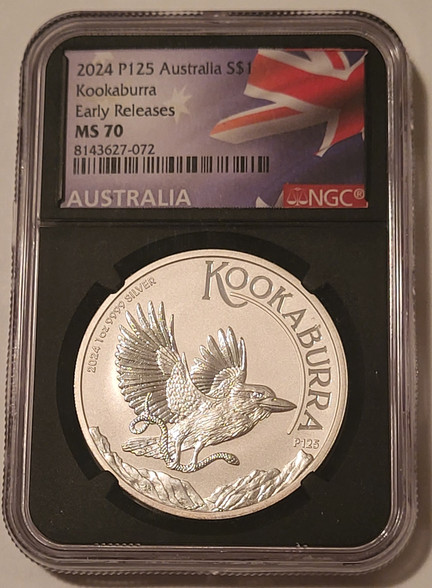 2024 P125 Australia S$1
Kookaburra
Early Releases
MS 70
8143627-072
AUSTRALIA
NGC®
2024 1oz 9999 SILVER
KOOKABURRA
P125